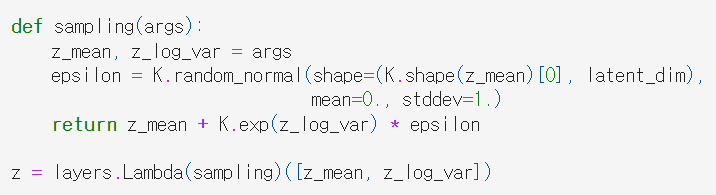 def sampling(args):
    z_mean, z_log_var = args
    epsilon = K.random_normal(shape=(K.shape(z_mean)[0], latent_dim),
                              mean=0., stddev=1.)
    return z_mean + K.exp(z_log_var) * epsilon

z = layers.Lambda(sampling)([z_mean, z_log_var])